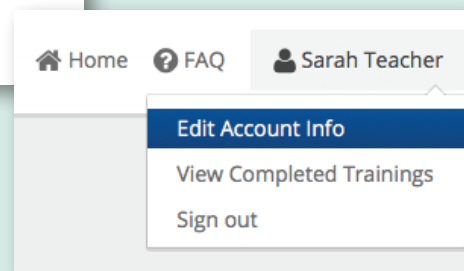 Home FAQ Sarah Teacher
Edit Account Info
View Completed Trainings
Sign out